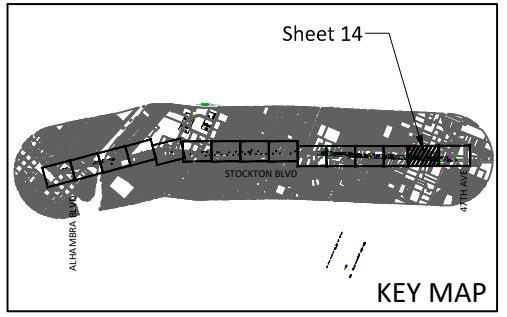 Sheet 14
STOCKTON BLVD
ALHAMBRA BLVD
47TH AVE
KEY MAP